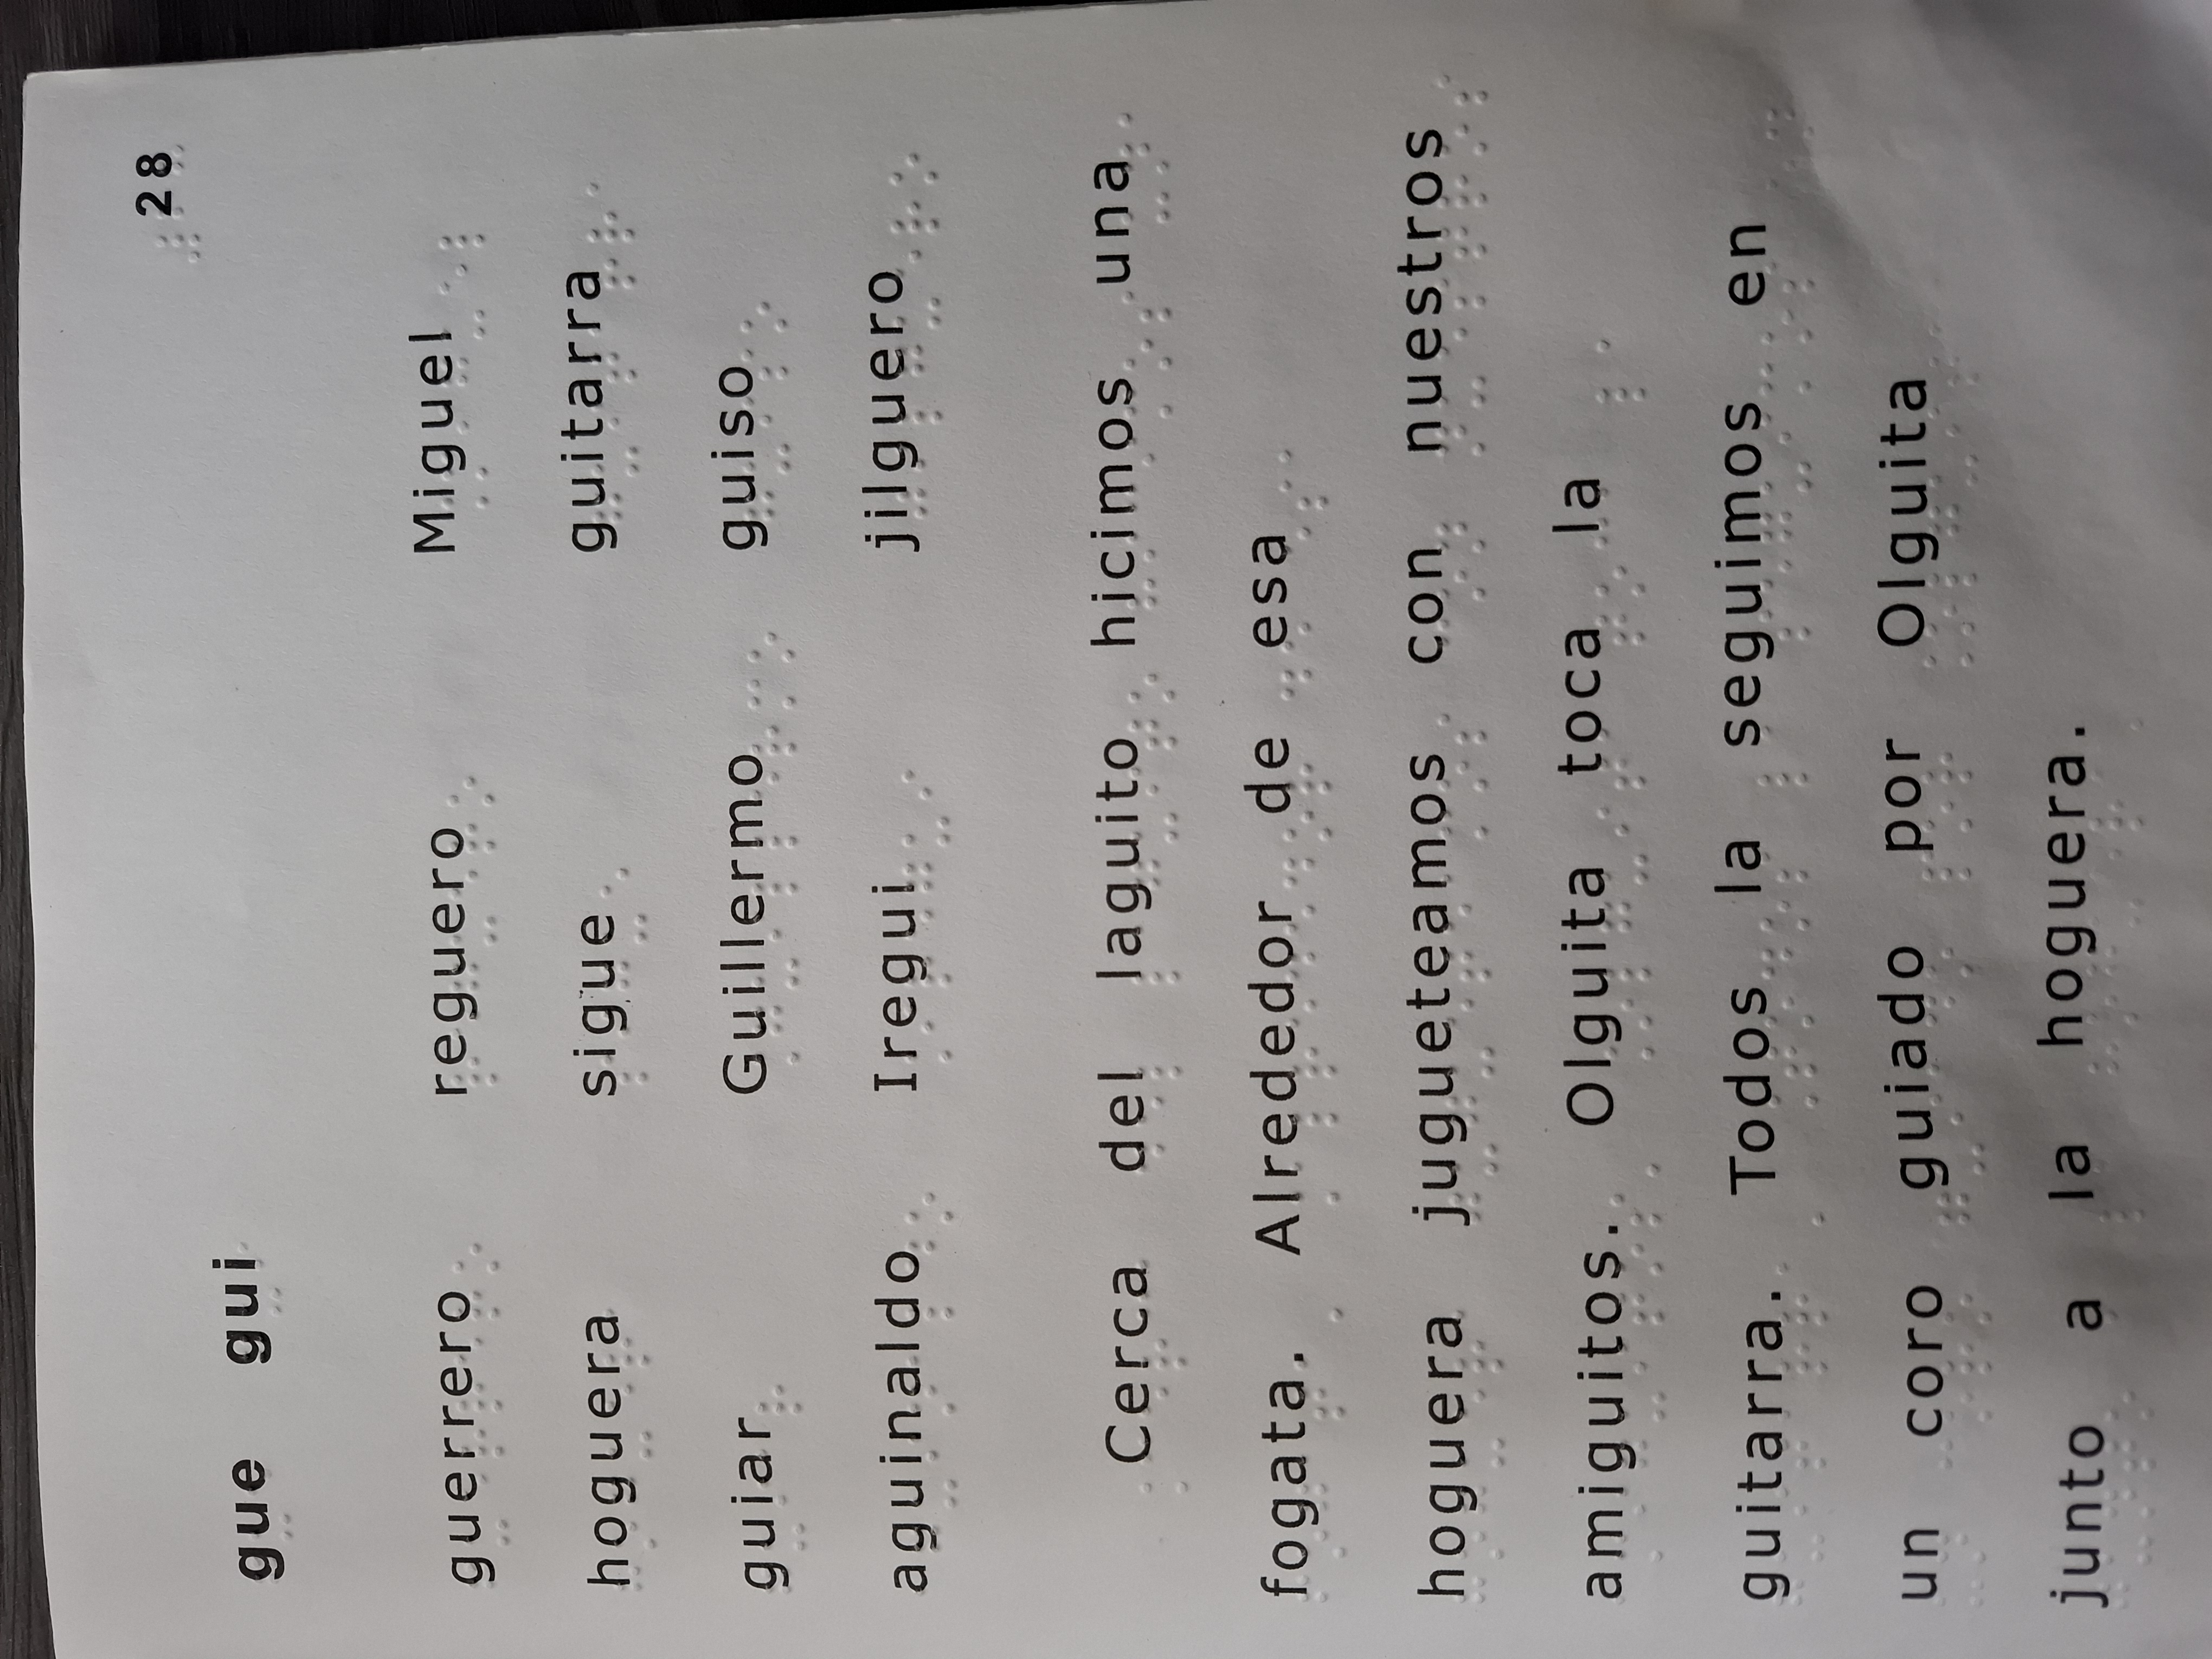 28
gue gui
guerrero reguero Miguel
hoguera sigue guitarra
guiar Guillermo guiso
aguinaldo Iregui jilguero
Cerca del laguito hicimos una
fogata. Alrededor de esa
hoguera jugueteamos con nuestros
amiguitos. Olguita toca la
guitarra. Todos la seguimos en
un coro guiado por Olguita
junto a la hoguera.